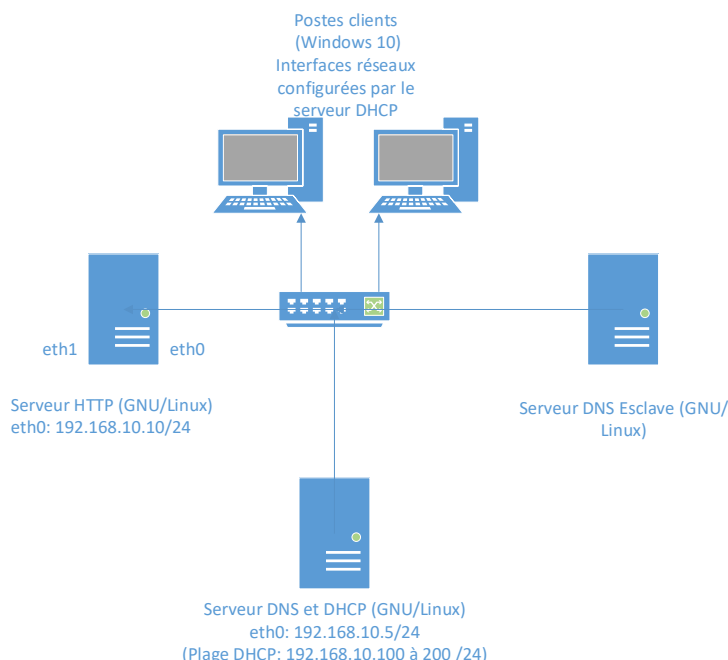 Postes clients
(Windows 10)
Interfaces réseaux
configurées par le
serveur DHCP
eth1
eth0
Serveur HTTP (GNU/Linux)
eth0: 192.168.10.10/24
Serveur DNS Esclave (GNU/
Linux)
Serveur DNS et DHCP (GNU/Linux)
eth0: 192.168.10.5/24
(Plage DHCP: 192.168.10.100 à 200 /24)